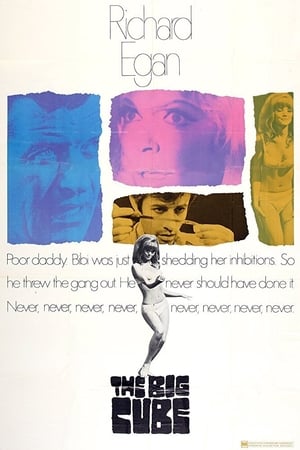 Richard
Egan
Poor daddy. Bibi was just shedding her inhibitions. So
he threw the gang out. He never should have done it.
Never, never, never, never, never, never, never, never.
THE BIG
CUBE